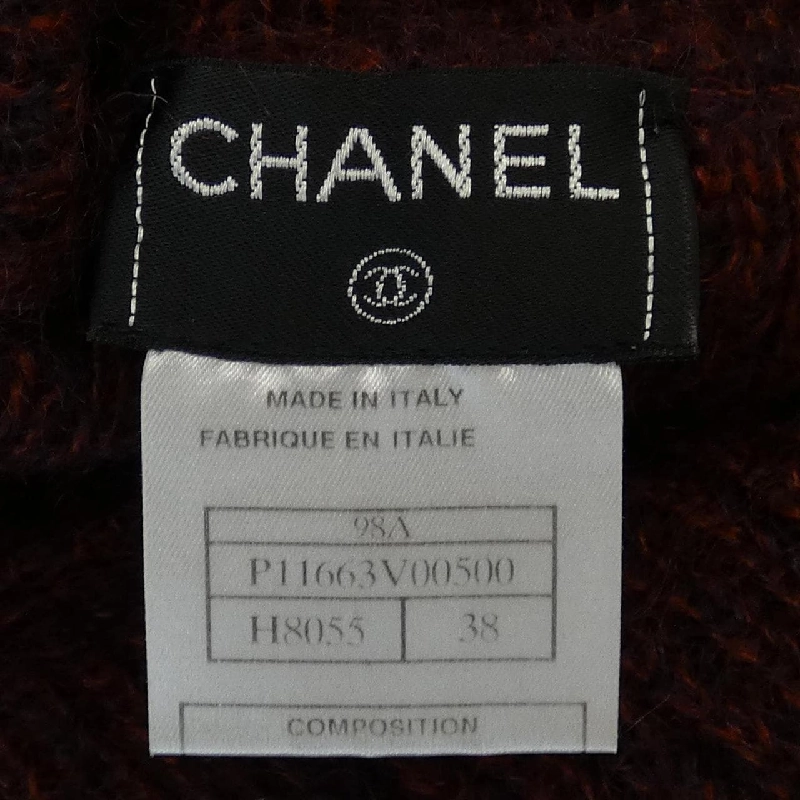 CHANEL
MADE IN ITALY
FABRIQUE EN ITALIE
98A
P11663V00500
H8055 38
COMPOSITION